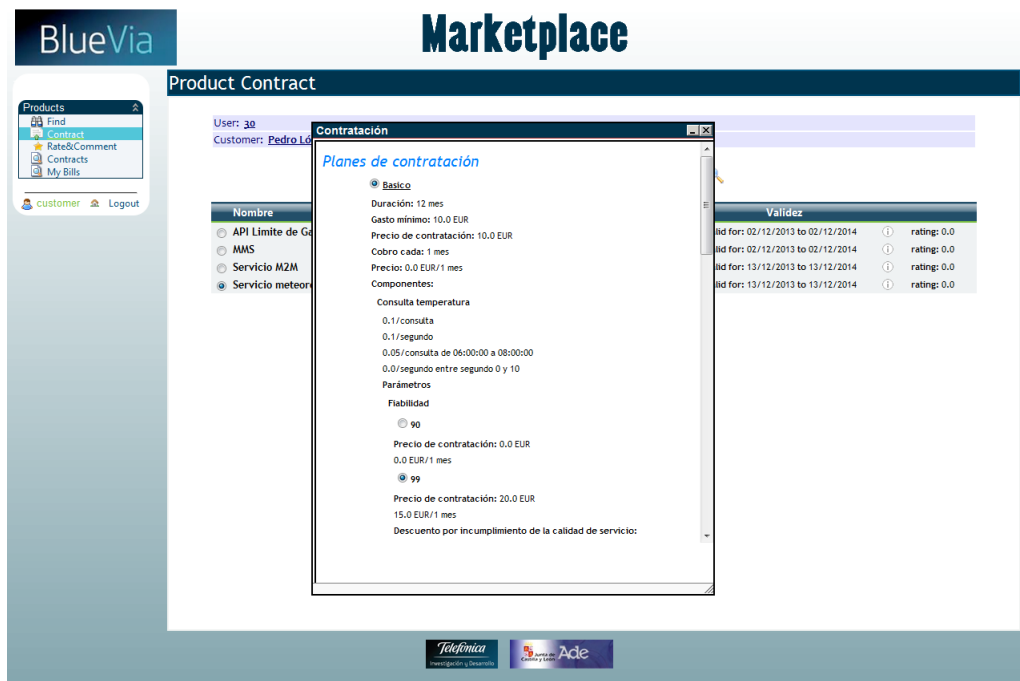 BlueVia
Marketplace
Product Contract
Products
Find
Contract
Rate&Comment
Contracts
My Bills
customer Logout
User: 30
Customer: Pedro Ló
Nombre Validez
API Limite de Ga lid for: 02/12/2013 to 02/12/2014 rating: 0.0
MMS lid for: 02/12/2013 to 02/12/2014 rating: 0.0
Servicio M2M lid for: 13/12/2013 to 13/12/2014 rating: 0.0
Servicio meteor lid for: 13/12/2013 to 13/12/2014 rating: 0.0
Contratación
Planes de contratación
Basico
Duración: 12 mes
Gasto mínimo: 10.0 EUR
Precio de contratación: 10.0 EUR
Cobro cada: 1 mes
Precio: 0.0 EUR/1 mes
Componentes:
Consulta temperatura
0.1/consulta
0.1/segundo
0.05/consulta de 06:00:00 a 08:00:00
0.0/segundo entre segundo 0 y 10
Parámetros
Fiabilidad
90
Precio de contratación: 0.0 EUR
0.0 EUR/1 mes
99
Precio de contratación: 20.0 EUR
15.0 EUR/1 mes
Descuento por incumplimiento de la calidad de servicio:
Telefónica
Investigación y Desarrollo
Junta de
Castilla y León
Ade